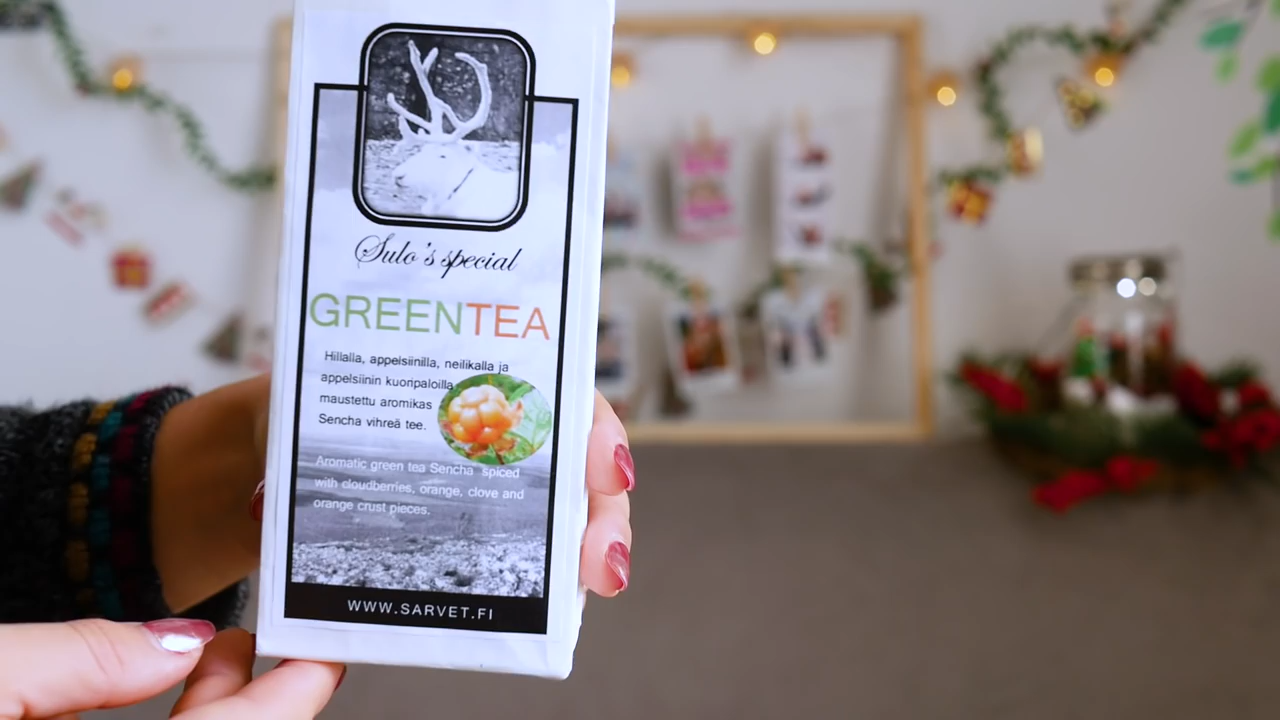 Sulo's special
GREENTEA
Hillalla, appelsiinilla, neilikalla ja
appelsiinin kuoripaloilla
maustettu aromikas
Sencha vihreä tee.
Aromatic green tea Sencha spiced
with cloudberries, orange, clove and
orange crust pieces.
WWW.SARVET.FI